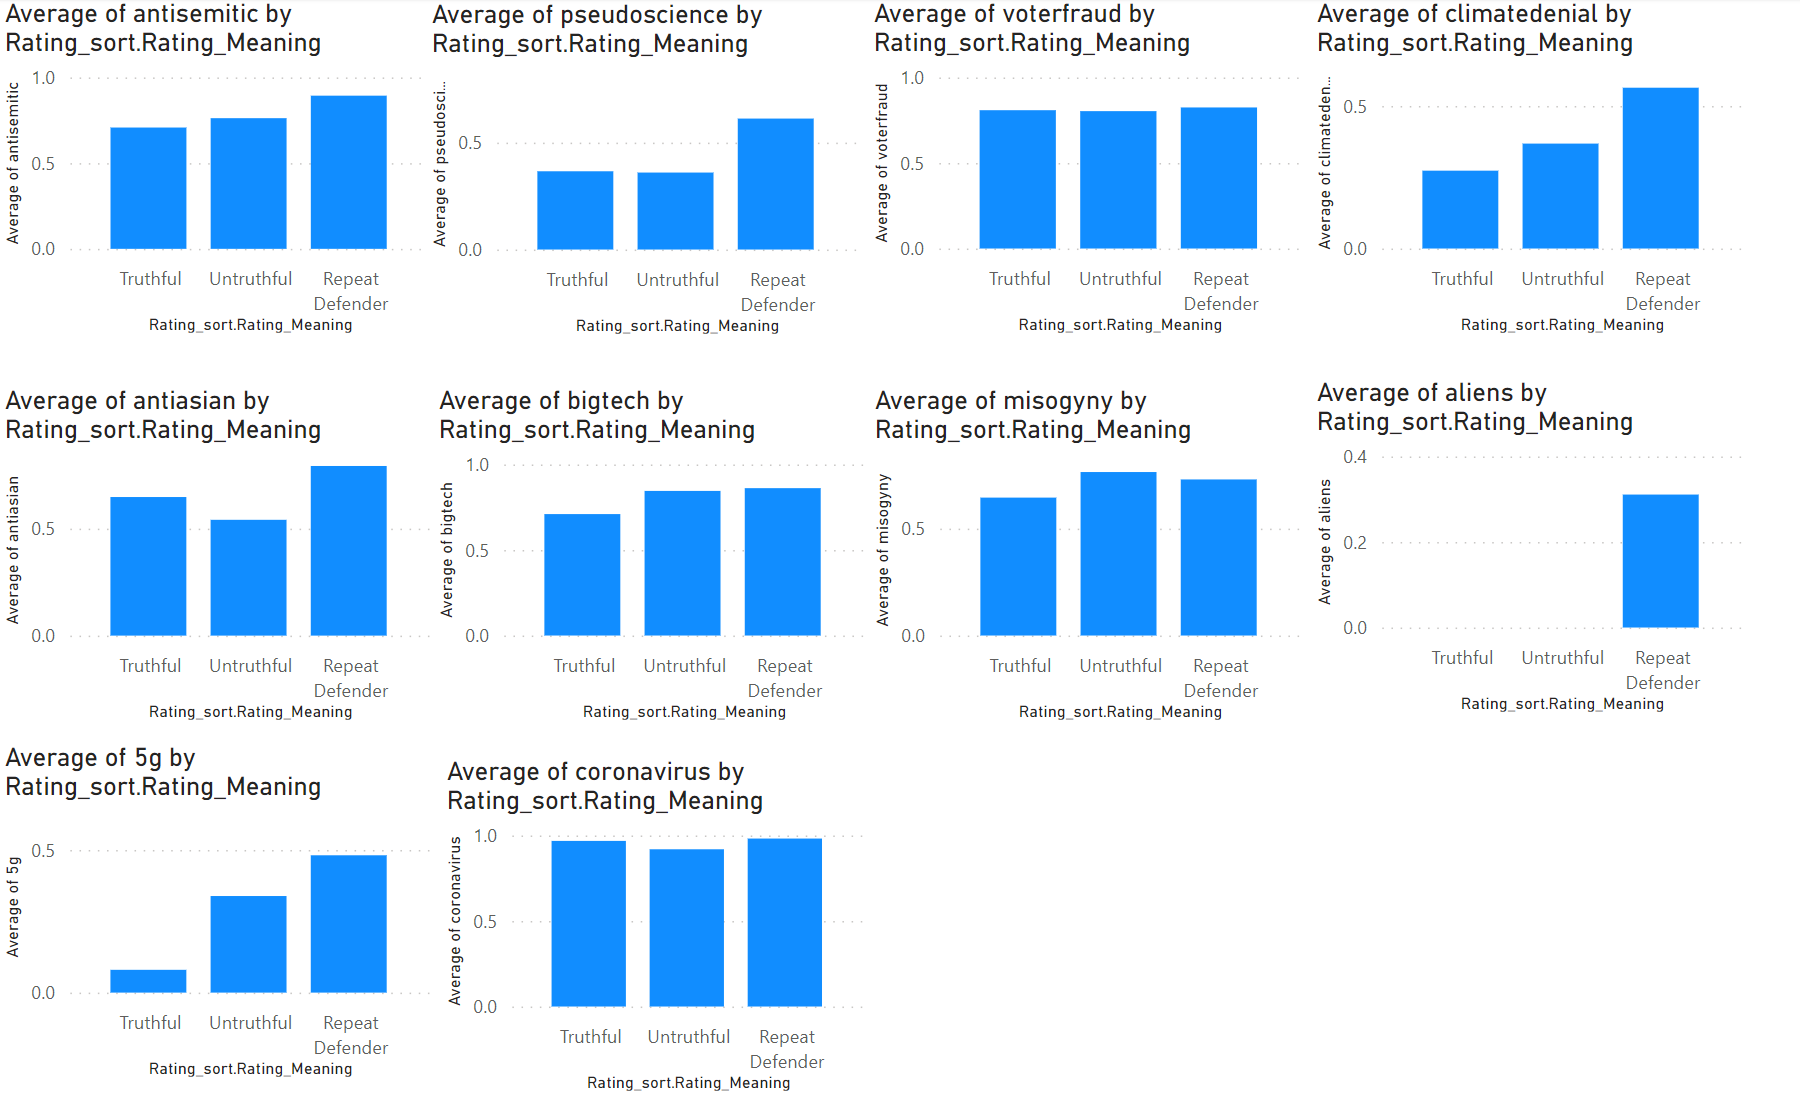 Average of antisemitic by
Rating_sort.Rating_Meaning
Average of antisemitic
1.0
0.5
0.0
Truthful
Untruthful
Repeat
Defender
Rating_sort.Rating_Meaning
Average of pseudoscience by
Rating_sort.Rating_Meaning
Average of pseudosci...
0.5
0.0
Truthful
Untruthful
Repeat
Defender
Rating_sort.Rating_Meaning
Average of voterfraud by
Rating_sort.Rating_Meaning
Average of voterfraud
1.0
0.5
0.0
Truthful
Untruthful
Repeat
Defender
Rating_sort.Rating_Meaning
Average of climatedenial by
Rating_sort.Rating_Meaning
Average of climateden...
0.5
0.0
Truthful
Untruthful
Repeat
Defender
Rating_sort.Rating_Meaning
Average of antiasian by
Rating_sort.Rating_Meaning
Average of antiasian
0.5
0.0
Truthful
Untruthful
Repeat
Defender
Rating_sort.Rating_Meaning
Average of bigtech by
Rating_sort.Rating_Meaning
Average of bigtech
1.0
0.5
0.0
Truthful
Untruthful
Repeat
Defender
Rating_sort.Rating_Meaning
Average of misogyny by
Rating_sort.Rating_Meaning
Average of misogyny
0.5
0.0
Truthful
Untruthful
Repeat
Defender
Rating_sort.Rating_Meaning
Average of aliens by
Rating_sort.Rating_Meaning
Average of aliens
0.4
0.2
0.0
Truthful
Untruthful
Repeat
Defender
Rating_sort.Rating_Meaning
Average of 5g by
Rating_sort.Rating_Meaning
Average of 5g
0.5
0.0
Truthful
Untruthful
Repeat
Defender
Rating_sort.Rating_Meaning
Average of coronavirus by
Rating_sort.Rating_Meaning
Average of coronavirus
1.0
0.5
0.0
Truthful
Untruthful
Repeat
Defender
Rating_sort.Rating_Meaning